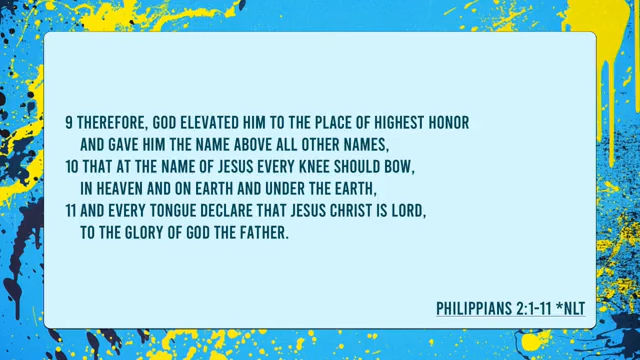 9 THEREFORE, GOD ELEVATED HIM TO THE PLACE OF HIGHEST HONOR
AND GAVE HIM THE NAME ABOVE ALL OTHER NAMES,
10 THAT AT THE NAME OF JESUS EVERY KNEE SHOULD BOW,
IN HEAVEN AND ON EARTH AND UNDER THE EARTH,
11 AND EVERY TONGUE DECLARE THAT JESUS CHRIST IS LORD,
TO THE GLORY OF GOD THE FATHER.
PHILIPPIANS 2:1-11 *NLT